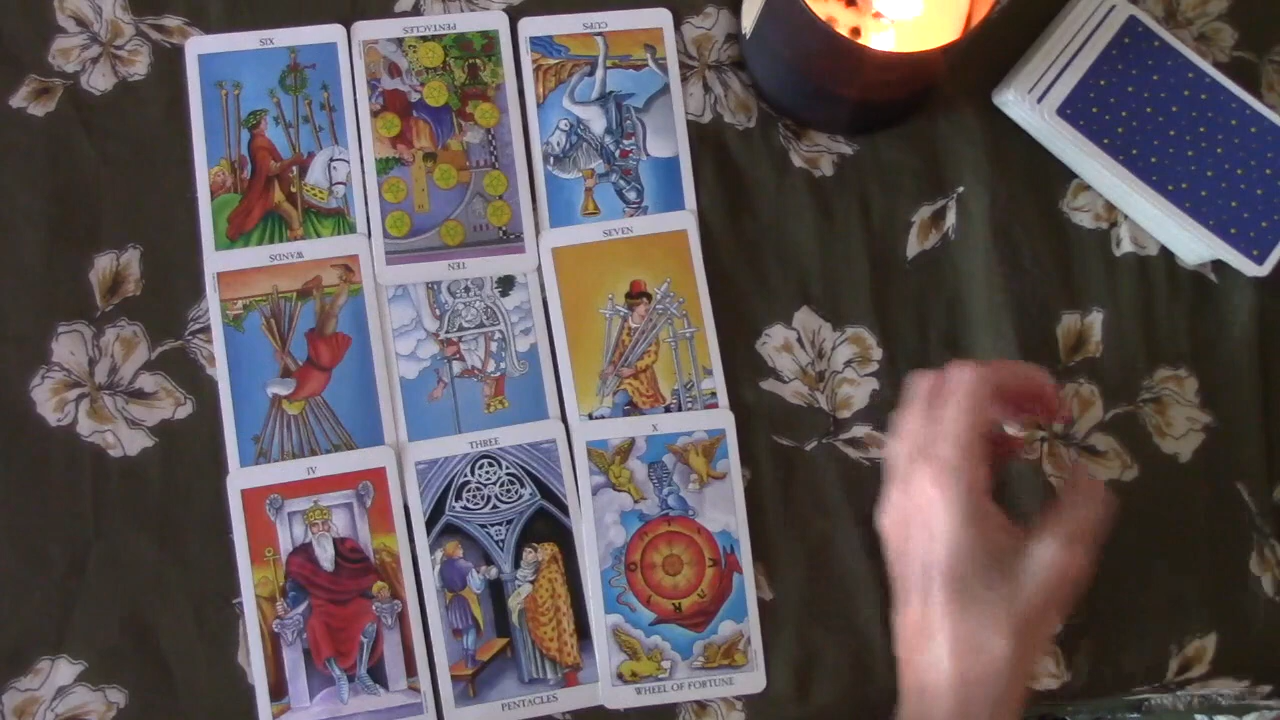 SIX
PENTACLES
CUPS
TEN
SEVEN
WANDS
IV
THREE
X
PENTACLES
WHEEL OF FORTUNE